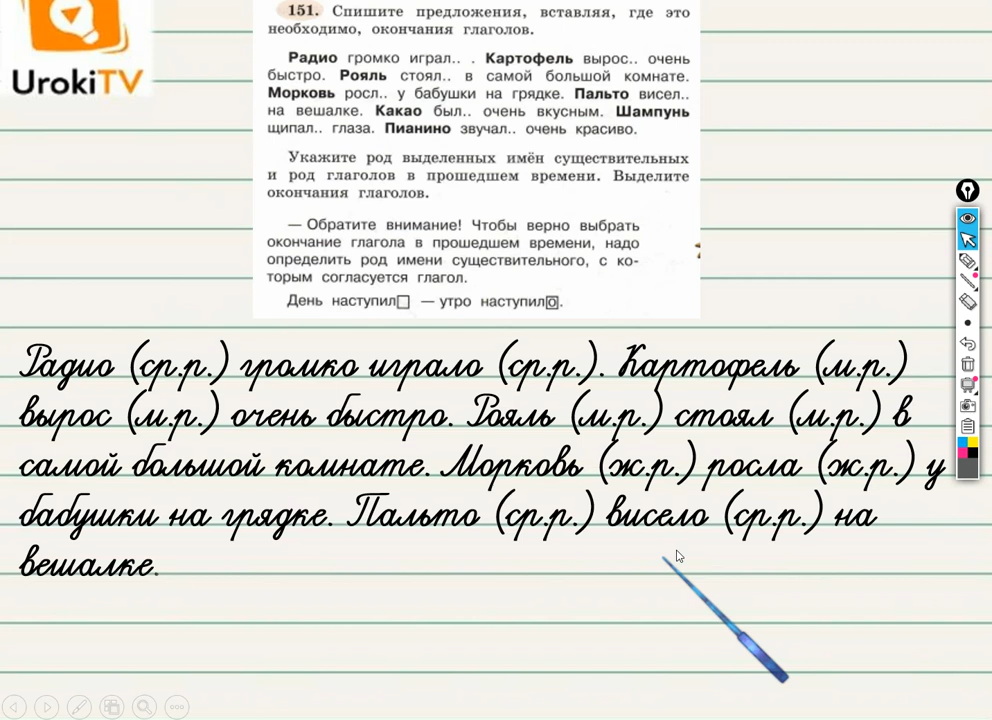 UrokiTV
151. Спишите предложения, вставляя, где это
необходимо, окончания глаголов.
Радио громко играл.. . Картофель вырос.. очень
быстро. Рояль стоял.. в самой большой комнате.
Морковь росл.. у бабушки на грядке. Пальто висел..
на вешалке. Какао был.. очень вкусным. Шампунь
щипал.. глаза. Пианино звучал.. очень красиво.
Укажите род выделенных имён существительных
и род глаголов в прошедшем времени. Выделите
окончания глаголов.
— Обратите внимание! Чтобы верно выбрать
окончание глагола в прошедшем времени, надо
определить род имени существительного, с ко-
торым согласуется глагол.
День наступил☐ — утро наступилo.
Радио (ср.р.) громко играло (ср.р.). Картофель (м.р.)
вырос (м.р.) очень быстро. Рояль (м.р.) стоял (м.р.) в
самой большой комнате. Морковь (ж.р.) росла (ж.р.) у
бабушки на грядке. Пальто (ср.р.) висело (ср.р.) на
вешалке.